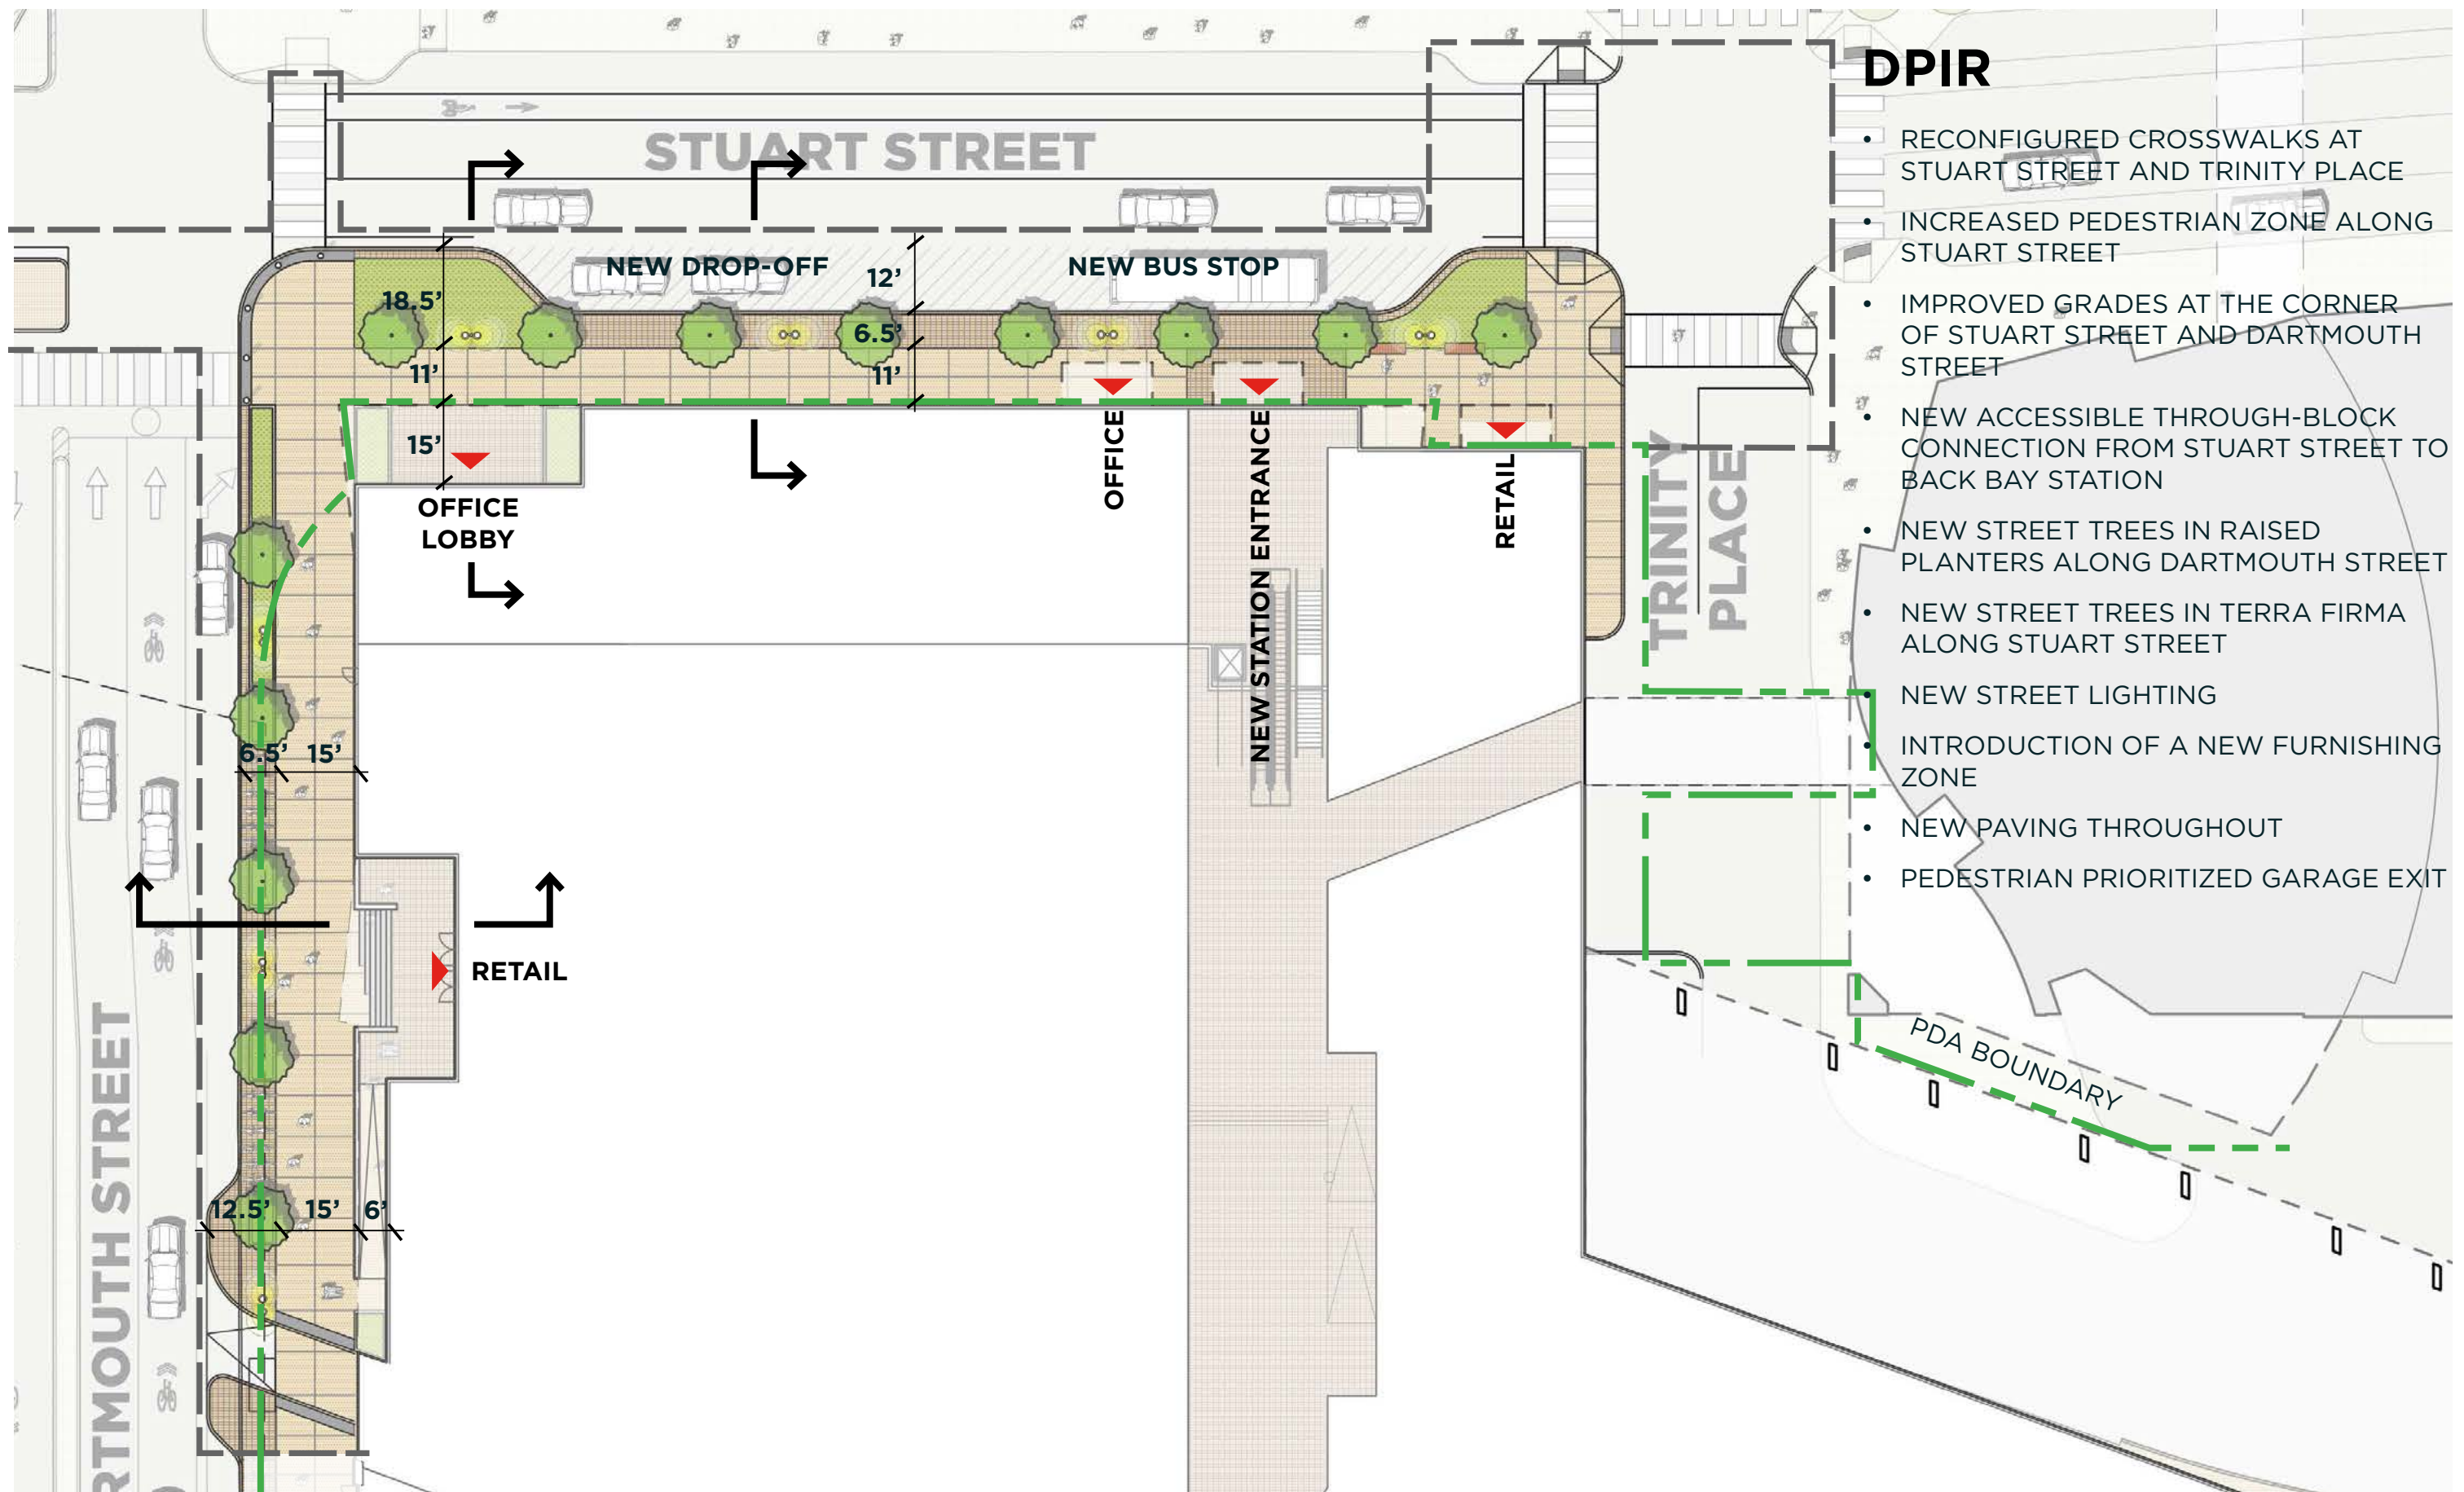 DPIR
• RECONFIGURED CROSSWALKS AT
STUART STREET AND TRINITY PLACE
• INCREASED PEDESTRIAN ZONE ALONG
STUART STREET
• IMPROVED GRADES AT THE CORNER
OF STUART STREET AND DARTMOUTH
STREET
• NEW ACCESSIBLE THROUGH-BLOCK
CONNECTION FROM STUART STREET TO
BACK BAY STATION
• NEW STREET TREES IN RAISED
PLANTERS ALONG DARTMOUTH STREET
• NEW STREET TREES IN TERRA FIRMA
ALONG STUART STREET
• NEW STREET LIGHTING
• INTRODUCTION OF A NEW FURNISHING
ZONE
• NEW PAVING THROUGHOUT
• PEDESTRIAN PRIORITIZED GARAGE EXIT
STUART STREET
NEW DROP-OFF
12’
NEW BUS STOP
18.5’
6.5’
11’
11’
15’
OFFICE
LOBBY
OFFICE
NEW STATION ENTRANCE
RETAIL
TRINITY
PLACE
6.5’ 15’
RETAIL
12.5’ 15’ 6’
RTMOUTH STREET
PDA BOUNDARY